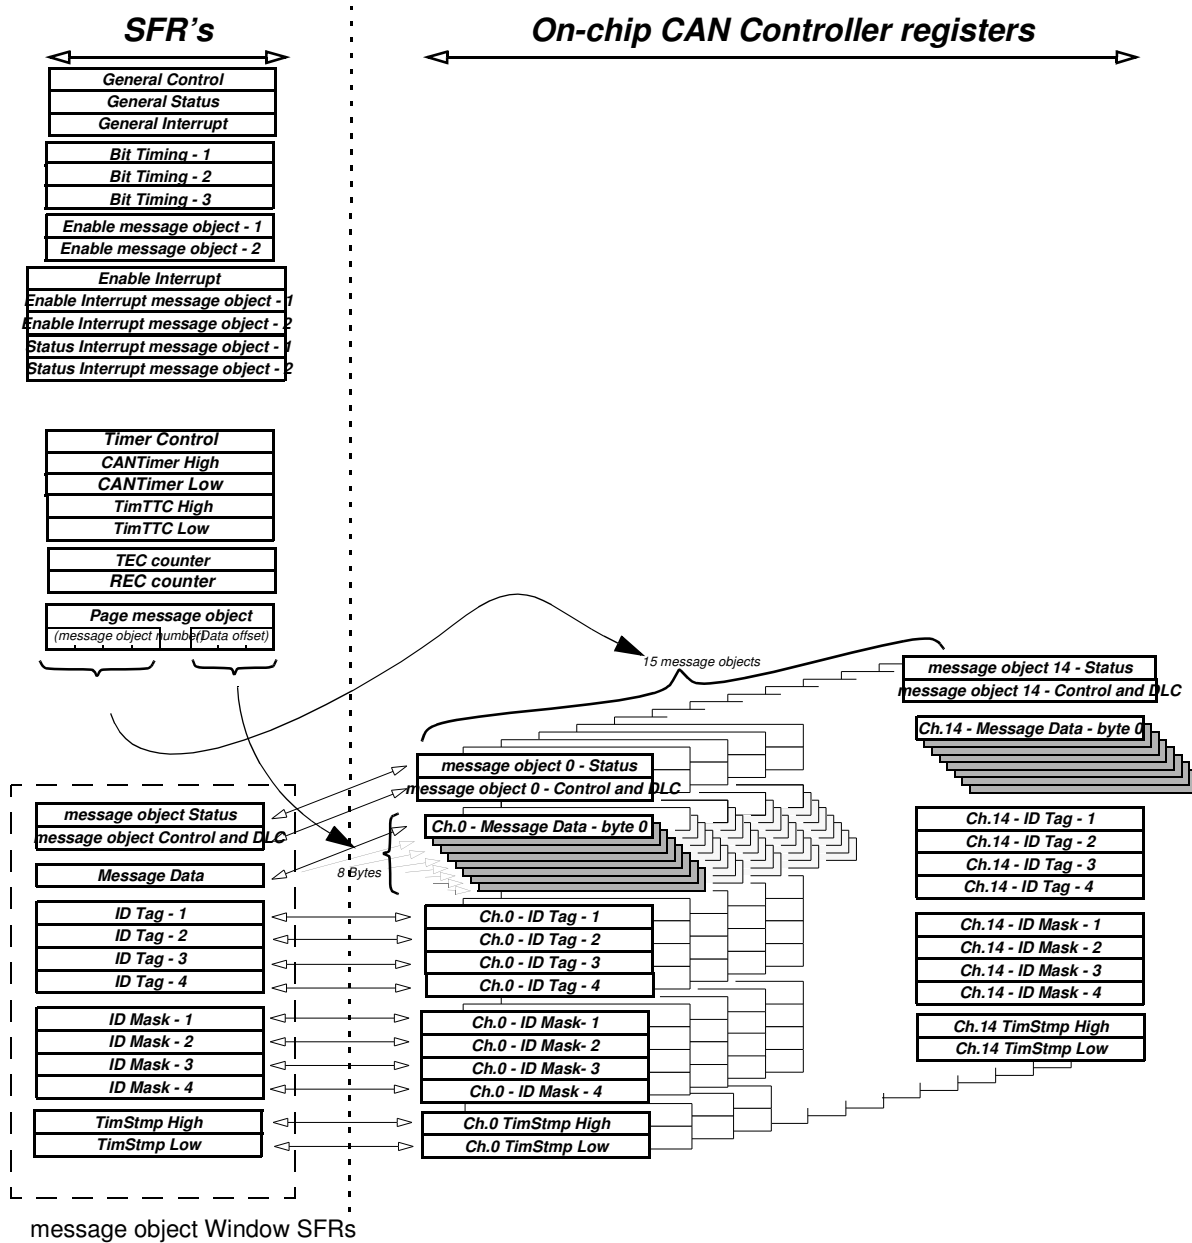 SFR's
On-chip CAN Controller registers
General Control
General Status
General Interrupt
Bit Timing - 1
Bit Timing - 2
Bit Timing - 3
Enable message object - 1
Enable message object - 2
Enable Interrupt
Enable Interrupt message object - 1
Enable Interrupt message object - 2
Status Interrupt message object - 1
Status Interrupt message object - 2
Timer Control
CANTimer High
CANTimer Low
TimTTC High
TimTTC Low
TEC counter
REC counter
Page message object
(message object number)
(Data offset)
15 message objects
message object Status
message object Control and DLC
Message Data
ID Tag - 1
ID Tag - 2
ID Tag - 3
ID Tag - 4
ID Mask - 1
ID Mask - 2
ID Mask - 3
ID Mask - 4
TimStmp High
TimStmp Low
message object Window SFRs
8 Bytes
message object 0 - Status
message object 0 - Control and DLC
Ch.0 - Message Data - byte 0
Ch.0 - ID Tag - 1
Ch.0 - ID Tag - 2
Ch.0 - ID Tag - 3
Ch.0 - ID Tag - 4
Ch.0 - ID Mask- 1
Ch.0 - ID Mask- 2
Ch.0 - ID Mask- 3
Ch.0 - ID Mask - 4
Ch.0 TimStmp High
Ch.0 TimStmp Low
message object 14 - Status
message object 14 - Control and DLC
Ch.14 - Message Data - byte 0
Ch.14 - ID Tag - 1
Ch.14 - ID Tag - 2
Ch.14 - ID Tag - 3
Ch.14 - ID Tag - 4
Ch.14 - ID Mask - 1
Ch.14 - ID Mask - 2
Ch.14 - ID Mask - 3
Ch.14 - ID Mask - 4
Ch.14 TimStmp High
Ch.14 TimStmp Low